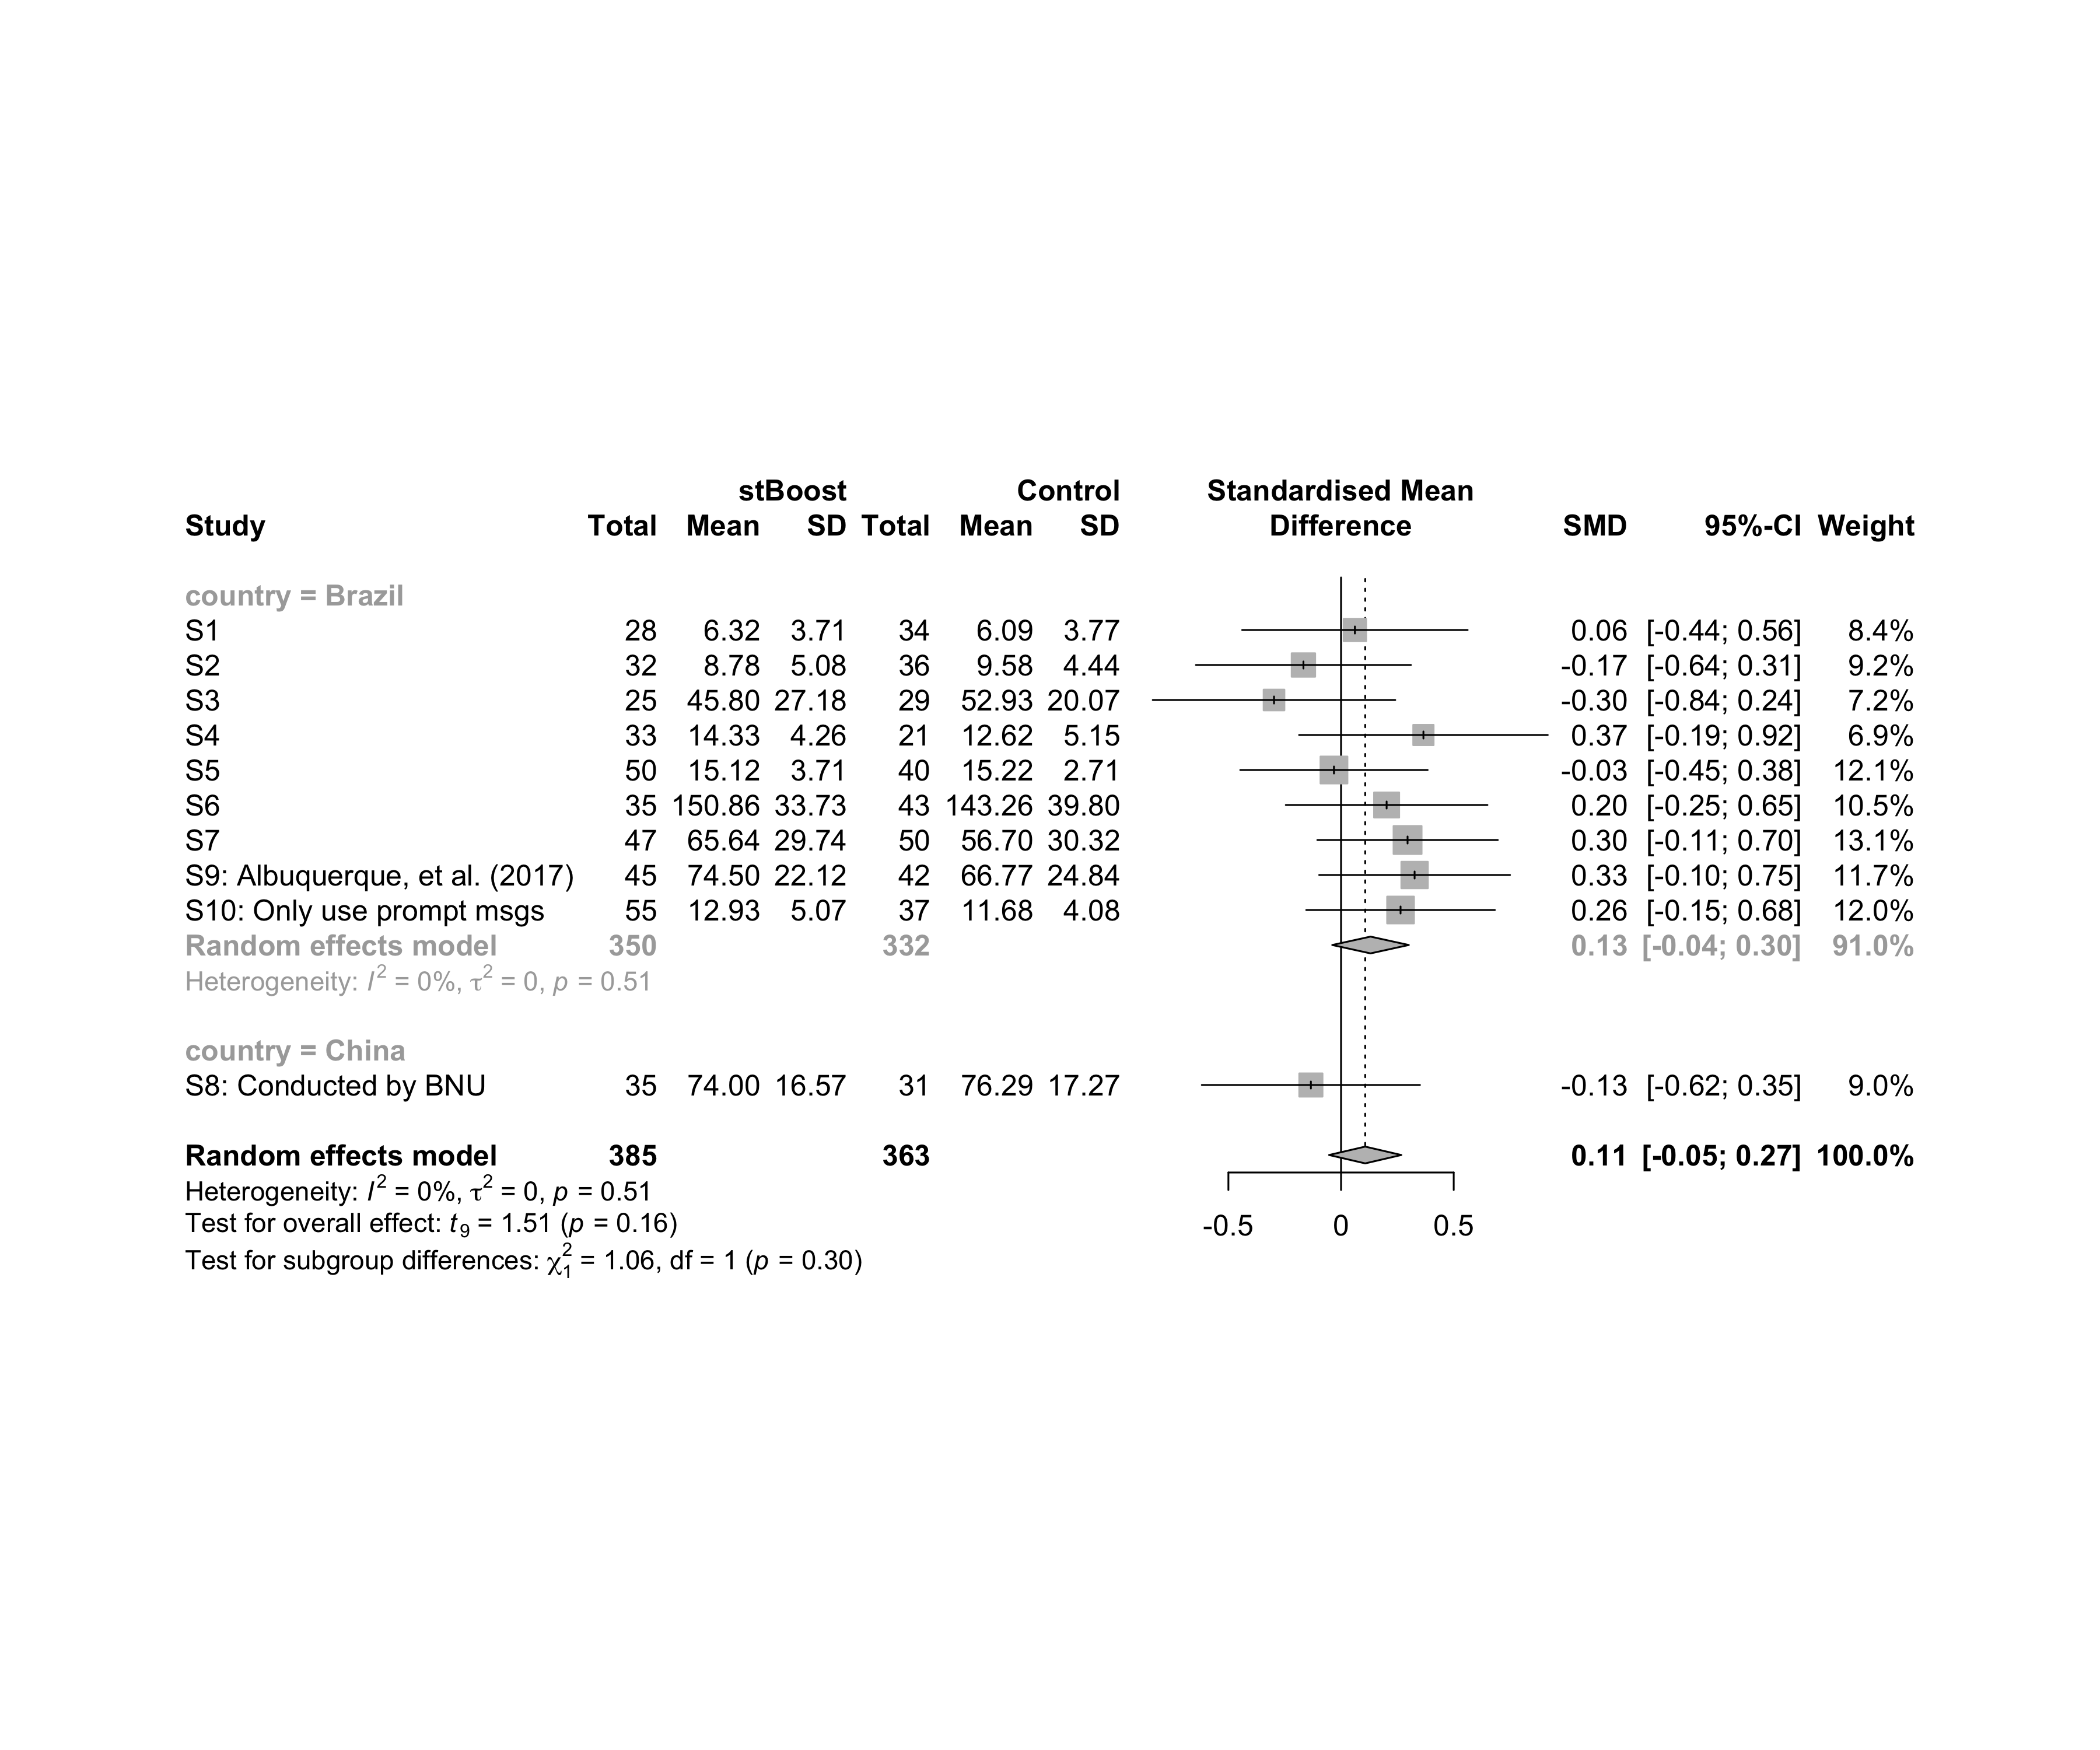 stBoost Control Standardised Mean
Study Total Mean SD Total Mean SD Difference SMD 95%-CI Weight
country = Brazil
S1 28 6.32 3.71 34 6.09 3.77 0.06 [-0.44; 0.56] 8.4%
S2 32 8.78 5.08 36 9.58 4.44 -0.17 [-0.64; 0.31] 9.2%
S3 25 45.80 27.18 29 52.93 20.07 -0.30 [-0.84; 0.24] 7.2%
S4 33 14.33 4.26 21 12.62 5.15 0.37 [-0.19; 0.92] 6.9%
S5 50 15.12 3.71 40 15.22 2.71 -0.03 [-0.45; 0.38] 12.1%
S6 35 150.86 33.73 43 143.26 39.80 0.20 [-0.25; 0.65] 10.5%
S7 47 65.64 29.74 50 56.70 30.32 0.30 [-0.11; 0.70] 13.1%
S9: Albuquerque, et al. (2017) 45 74.50 22.12 42 66.77 24.84 0.33 [-0.10; 0.75] 11.7%
S10: Only use prompt msgs 55 12.93 5.07 37 11.68 4.08 0.26 [-0.15; 0.68] 12.0%
Random effects model 350 332 0.13 [-0.04; 0.30] 91.0%
Heterogeneity: I² = 0%, τ² = 0, p = 0.51
country = China
S8: Conducted by BNU 35 74.00 16.57 31 76.29 17.27 -0.13 [-0.62; 0.35] 9.0%
Random effects model 385 363 0.11 [-0.05; 0.27] 100.0%
Heterogeneity: I² = 0%, τ² = 0, p = 0.51
Test for overall effect: t₉ = 1.51 (p = 0.16)
-0.5 0 0.5
Test for subgroup differences: χ²₁ = 1.06, df = 1 (p = 0.30)